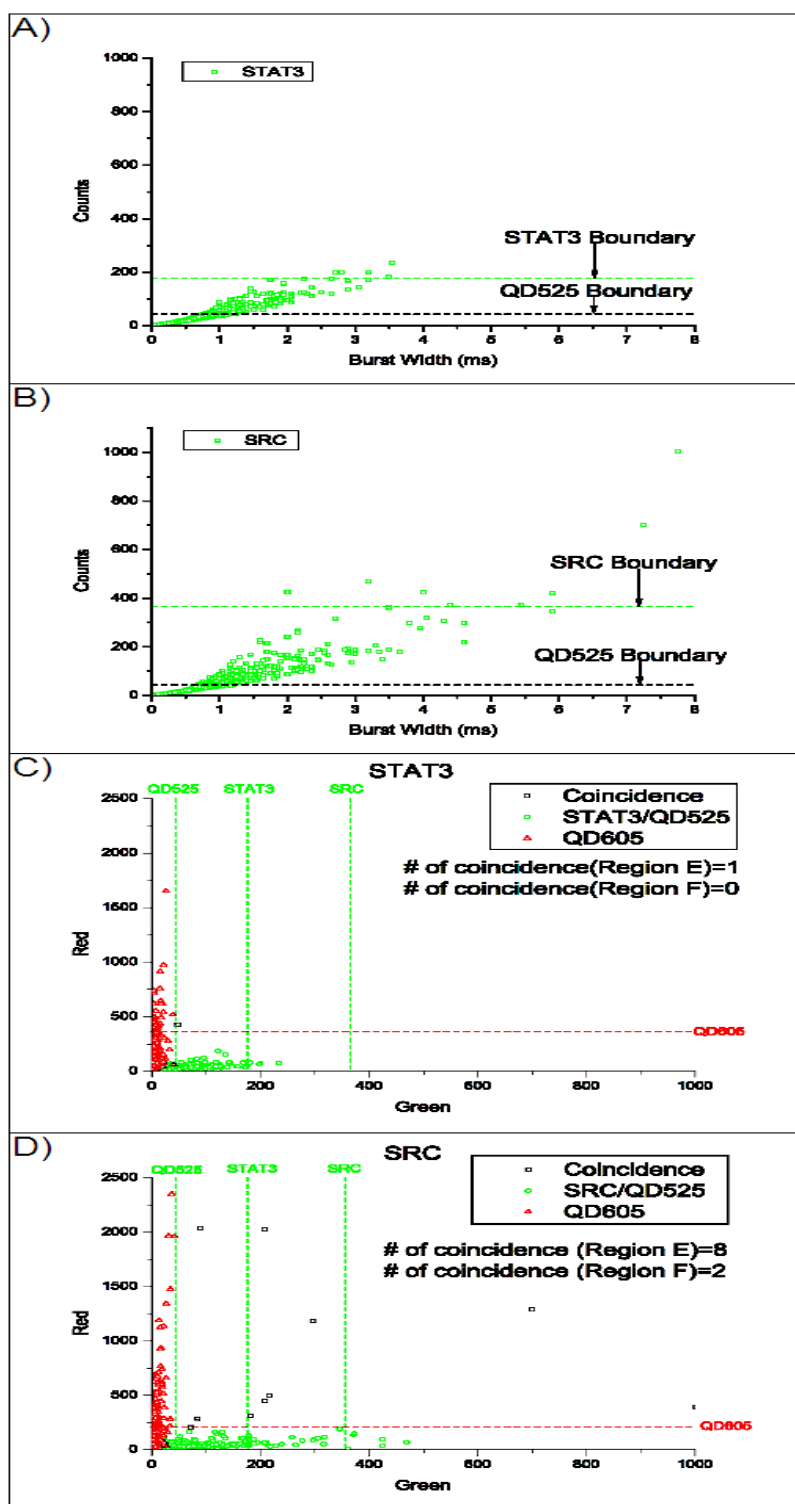 A)
1000
800
600
400
200
0
Counts
STAT3
STAT3 Boundary
QD525 Boundary
0 1 2 3 4 5 6 7 8
Burst Width (ms)
B)
1000
800
600
400
200
0
Counts
SRC
SRC Boundary
QD525 Boundary
0 1 2 3 4 5 6 7 8
Burst Width (ms)
C)
STAT3
QD525 STAT3 SRC
2500
2000
1500
1000
500
0
Red
Coincidence
STAT3/QD525
QD605
# of coincidence(Region E)=1
# of coincidence(Region F)=0
QD605
0 200 400 600 800 1000
Green
D)
SRC
QD525 STAT3 SRC
2500
2000
1500
1000
500
0
Red
Coincidence
SRC/QD525
QD605
# of coincidence (Region E)=8
# of coincidence (Region F)=2
QD605
0 200 400 600 800 1000
Green